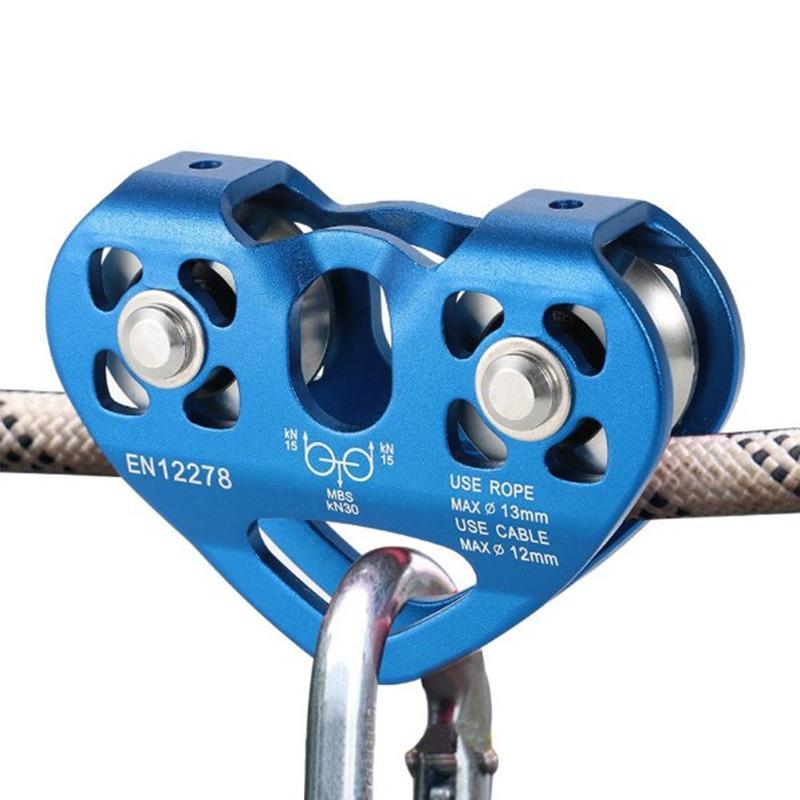 EN12278
kN
15
kN
15
MBS
kN30
USE ROPE
MAX Ø 13mm
USE CABLE
MAX Ø 12mm